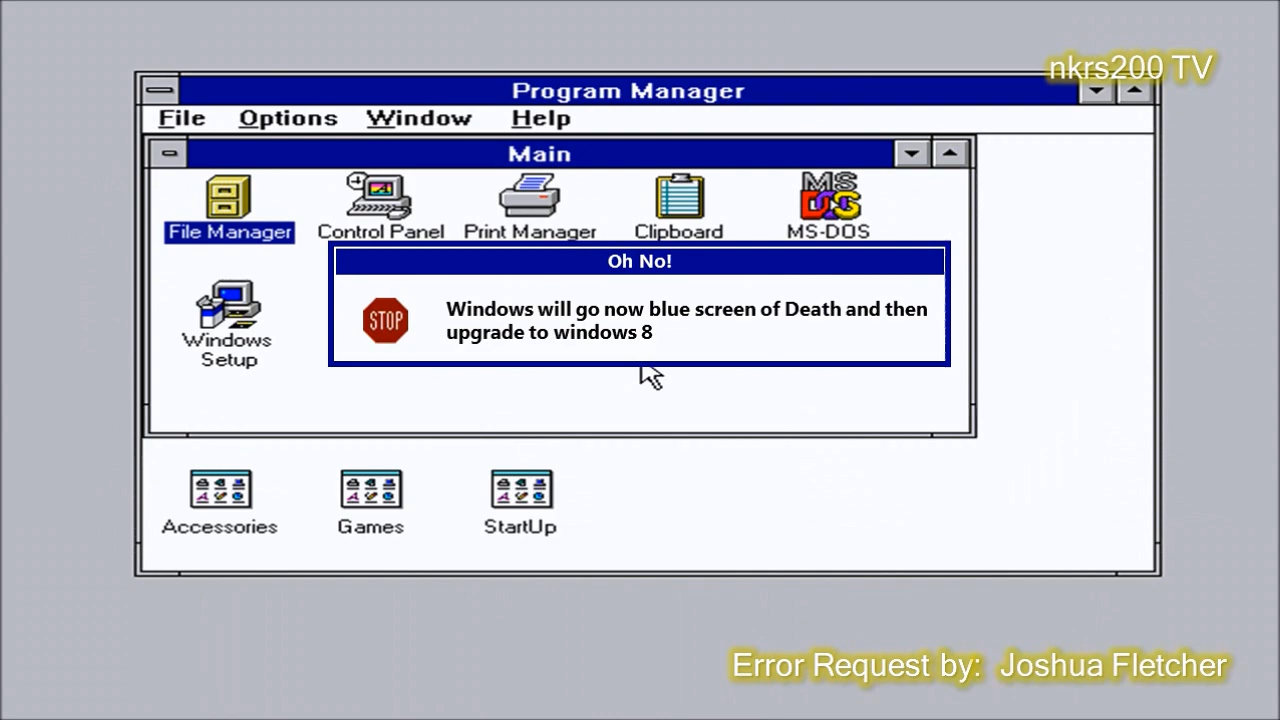 nkrs200 TV
Program Manager
File Options Window Help
Main
File Manager Control Panel Print Manager Clipboard MS-DOS
MS
DOS
Oh No!
STOP
Windows will go now blue screen of Death and then
upgrade to windows 8
Windows
Setup
Accessories Games StartUp
Error Request by: Joshua Fletcher